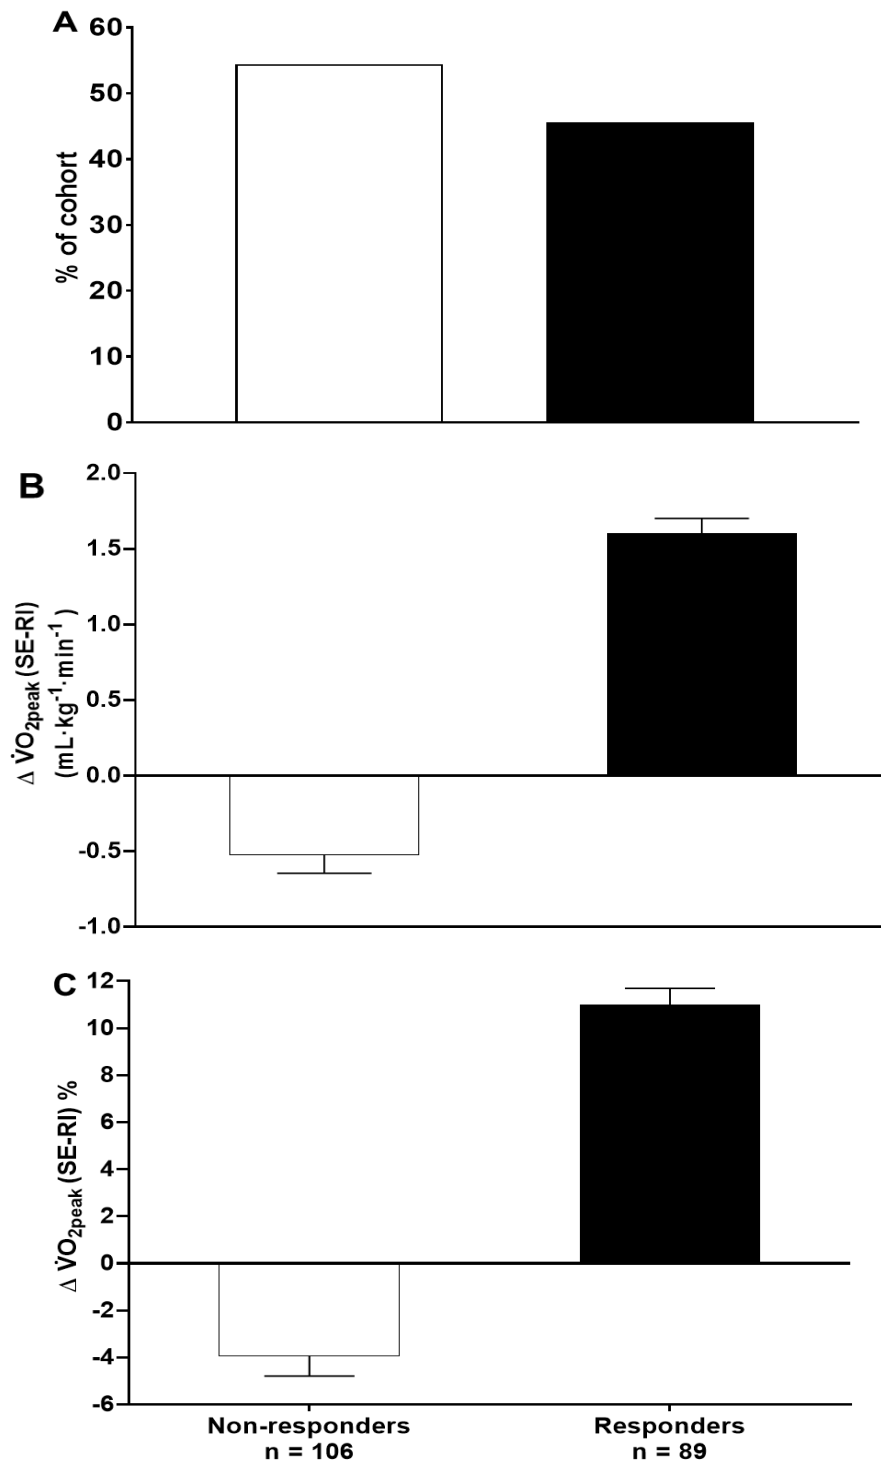 A
60
50
40
30
20
10
0
% of cohort
B
2.0
1.5
1.0
0.5
0.0
-0.5
-1.0
Δ V̇O2peak (SE-RI)
(mL·kg-1·min-1 )
C
12
10
8
6
4
2
0
-2
-4
-6
Δ V̇O2peak (SE-RI) %
Non-responders
n = 106
Responders
n = 89